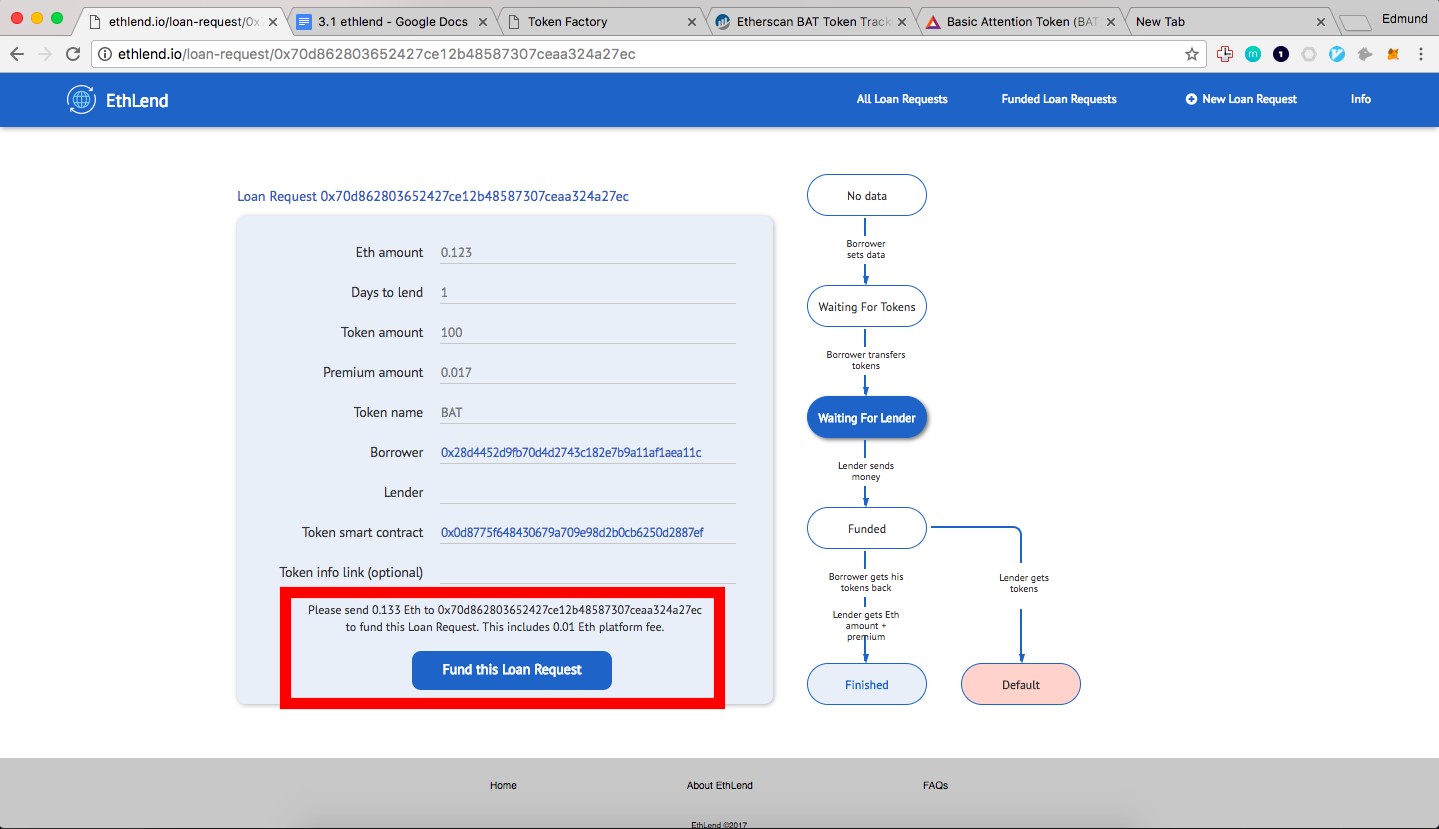 ethlend.io/loan-request/0x
3.1 ethlend - Google Docs
Token Factory
Etherscan BAT Token Track
Basic Attention Token (BAT
New Tab
Edmund
ethlend.io/loan-request/0x70d862803652427ce12b48587307ceaa324a27ec
EthLend
All Loan Requests
Funded Loan Requests
New Loan Request
Info
Loan Request 0x70d862803652427ce12b48587307ceaa324a27ec
Eth amount 0.123
Days to lend 1
Token amount 100
Premium amount 0.017
Token name BAT
Borrower 0x28d4452d9fb70d4d2743c182e7b9a11af1aea11c
Lender
Token smart contract 0x0d8775f648430679a709e98d2b0cb6250d2887ef
Token info link (optional)
Please send 0.133 Eth to 0x70d862803652427ce12b48587307ceaa324a27ec
to fund this Loan Request. This includes 0.01 Eth platform fee.
Fund this Loan Request
No data
Borrower
sets data
Waiting For Tokens
Borrower transfers
tokens
Waiting For Lender
Lender sends
money
Funded
Borrower gets his
tokens back
Lender gets Eth
amount +
premium
Finished
Lender gets
tokens
Default
Home
About EthLend
FAQs
EthLend ©2017